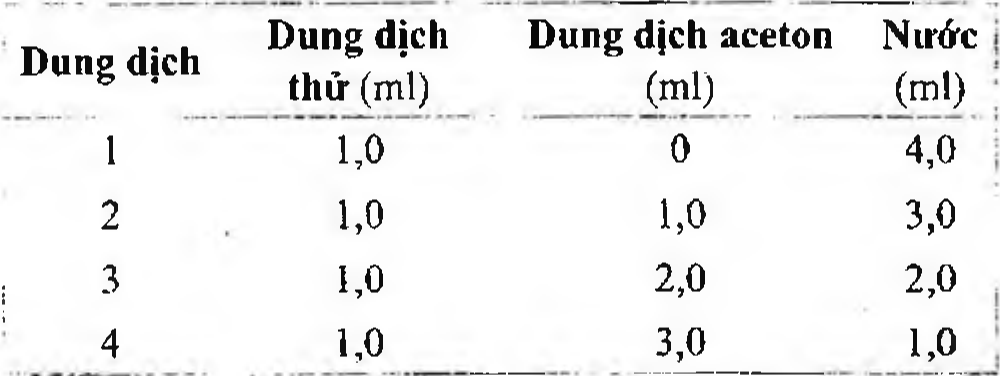 Dung dịch | Dung dịch thử (ml) | Dung dịch aceton (ml) | Nước (ml)
1 | 1,0 | 0 | 4,0
2 | 1,0 | 1,0 | 3,0
3 | 1,0 | 2,0 | 2,0
4 | 1,0 | 3,0 | 1,0